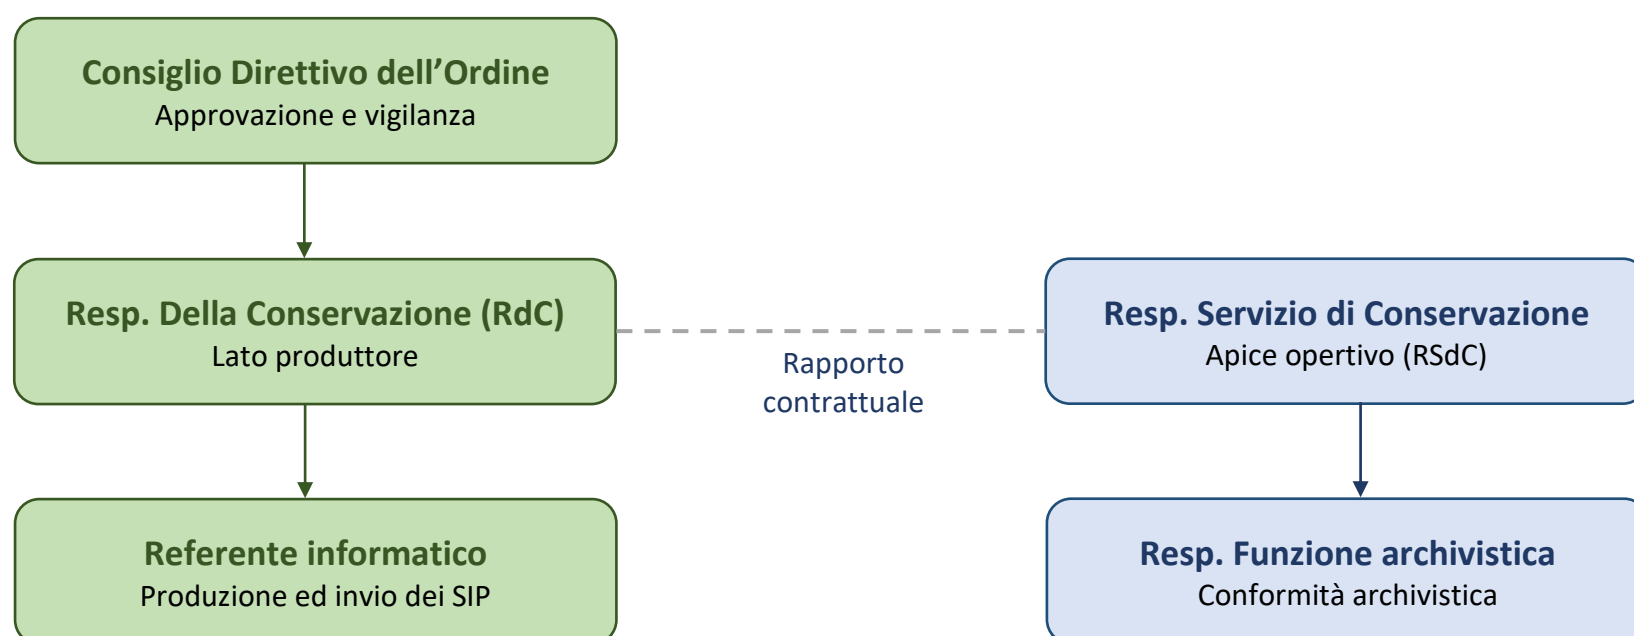 Consiglio Direttivo dell’Ordine
Approvazione e vigilanza
Resp. Della Conservazione (RdC)
Lato produttore
Rapporto
contrattuale
Resp. Servizio di Conservazione
Apice opertivo (RSdC)
Referente informatico
Produzione ed invio dei SIP
Resp. Funzione archivistica
Conformità archivistica